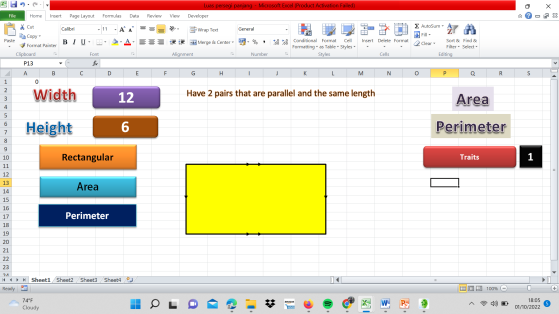 luas persegi panjang - Microsoft Excel (Product Activation Failed)
File Home Insert Page Layout Formulas Data Review View Developer
Cut
Copy
Format Painter
Paste
Calibri 11
Wrap Text
Merge & Center
General
Conditional Formatting
Format as Table
Cell Styles
Insert Delete Format
AutoSum
Fill
Clear
Sort & Filter
Find & Select
Clipboard Font Alignment Number Styles Cells Editing
P13 fx
A B C D E F G H I J K L M N O P Q R S
1 2 3 4 5 6 7 8 9 10 11 12 13 14 15 16 17 18 19 20 21 22 23
0
Width 12
Have 2 pairs that are parallel and the same length
Area
Height 6
Perimeter
Rectangular
Traits 1
Area
Perimeter
Sheet1 Sheet2 Sheet3 Sheet4
Ready 100%
74°F
Cloudy
18:05
01/10/2022